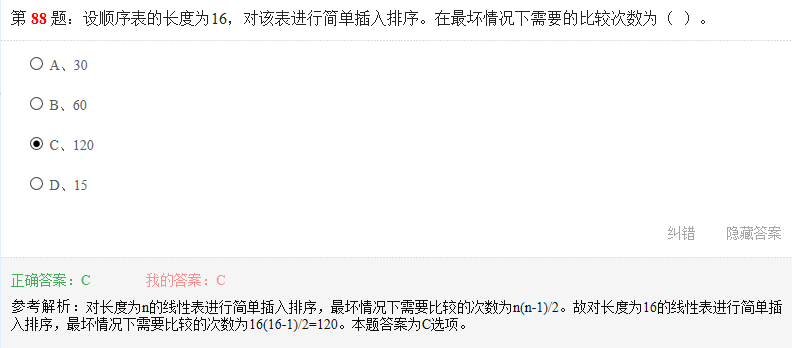 第 88 题：设顺序表的长度为16，对该表进行简单插入排序。在最坏情况下需要的比较次数为（  ）。
A、30
B、60
C、120
D、15
纠错 隐藏答案
正确答案：C 我的答案：C
参考解析：对长度为n的线性表进行简单插入排序，最坏情况下需要比较的次数为n(n-1)/2。故对长度为16的线性表进行简单插
入排序，最坏情况下需要比较的次数为16(16-1)/2=120。本题答案为C选项。